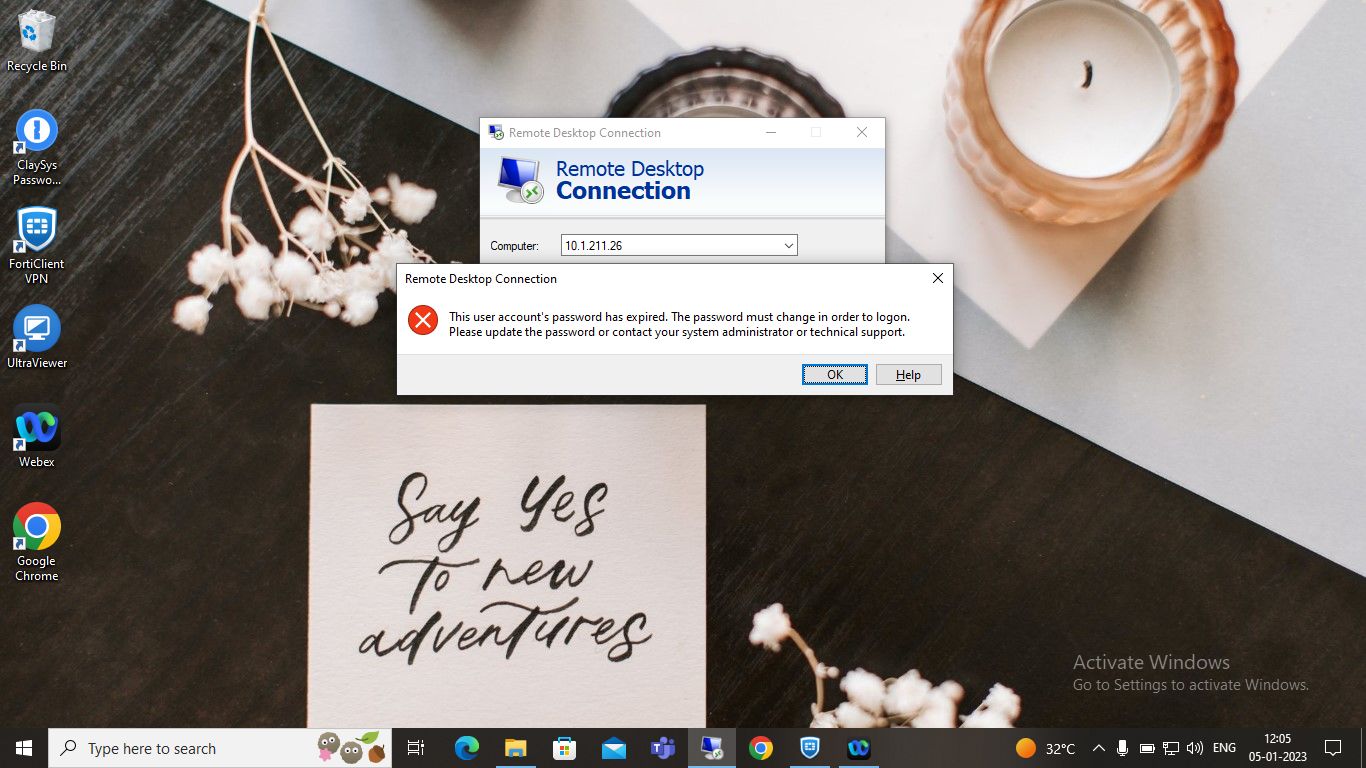 Recycle Bin
ClaySys
Passwo...
FortiClient
VPN
UltraViewer
Webex
Google
Chrome
Remote Desktop Connection
Remote Desktop
Connection
Computer:
10.1.211.26
Remote Desktop Connection
This user account's password has expired. The password must change in order to logon.
Please update the password or contact your system administrator or technical support.
OK
Help
Say Yes
To new
adventures
Activate Windows
Go to Settings to activate Windows.
Type here to search
32°C
ENG
12:05
05-01-2023